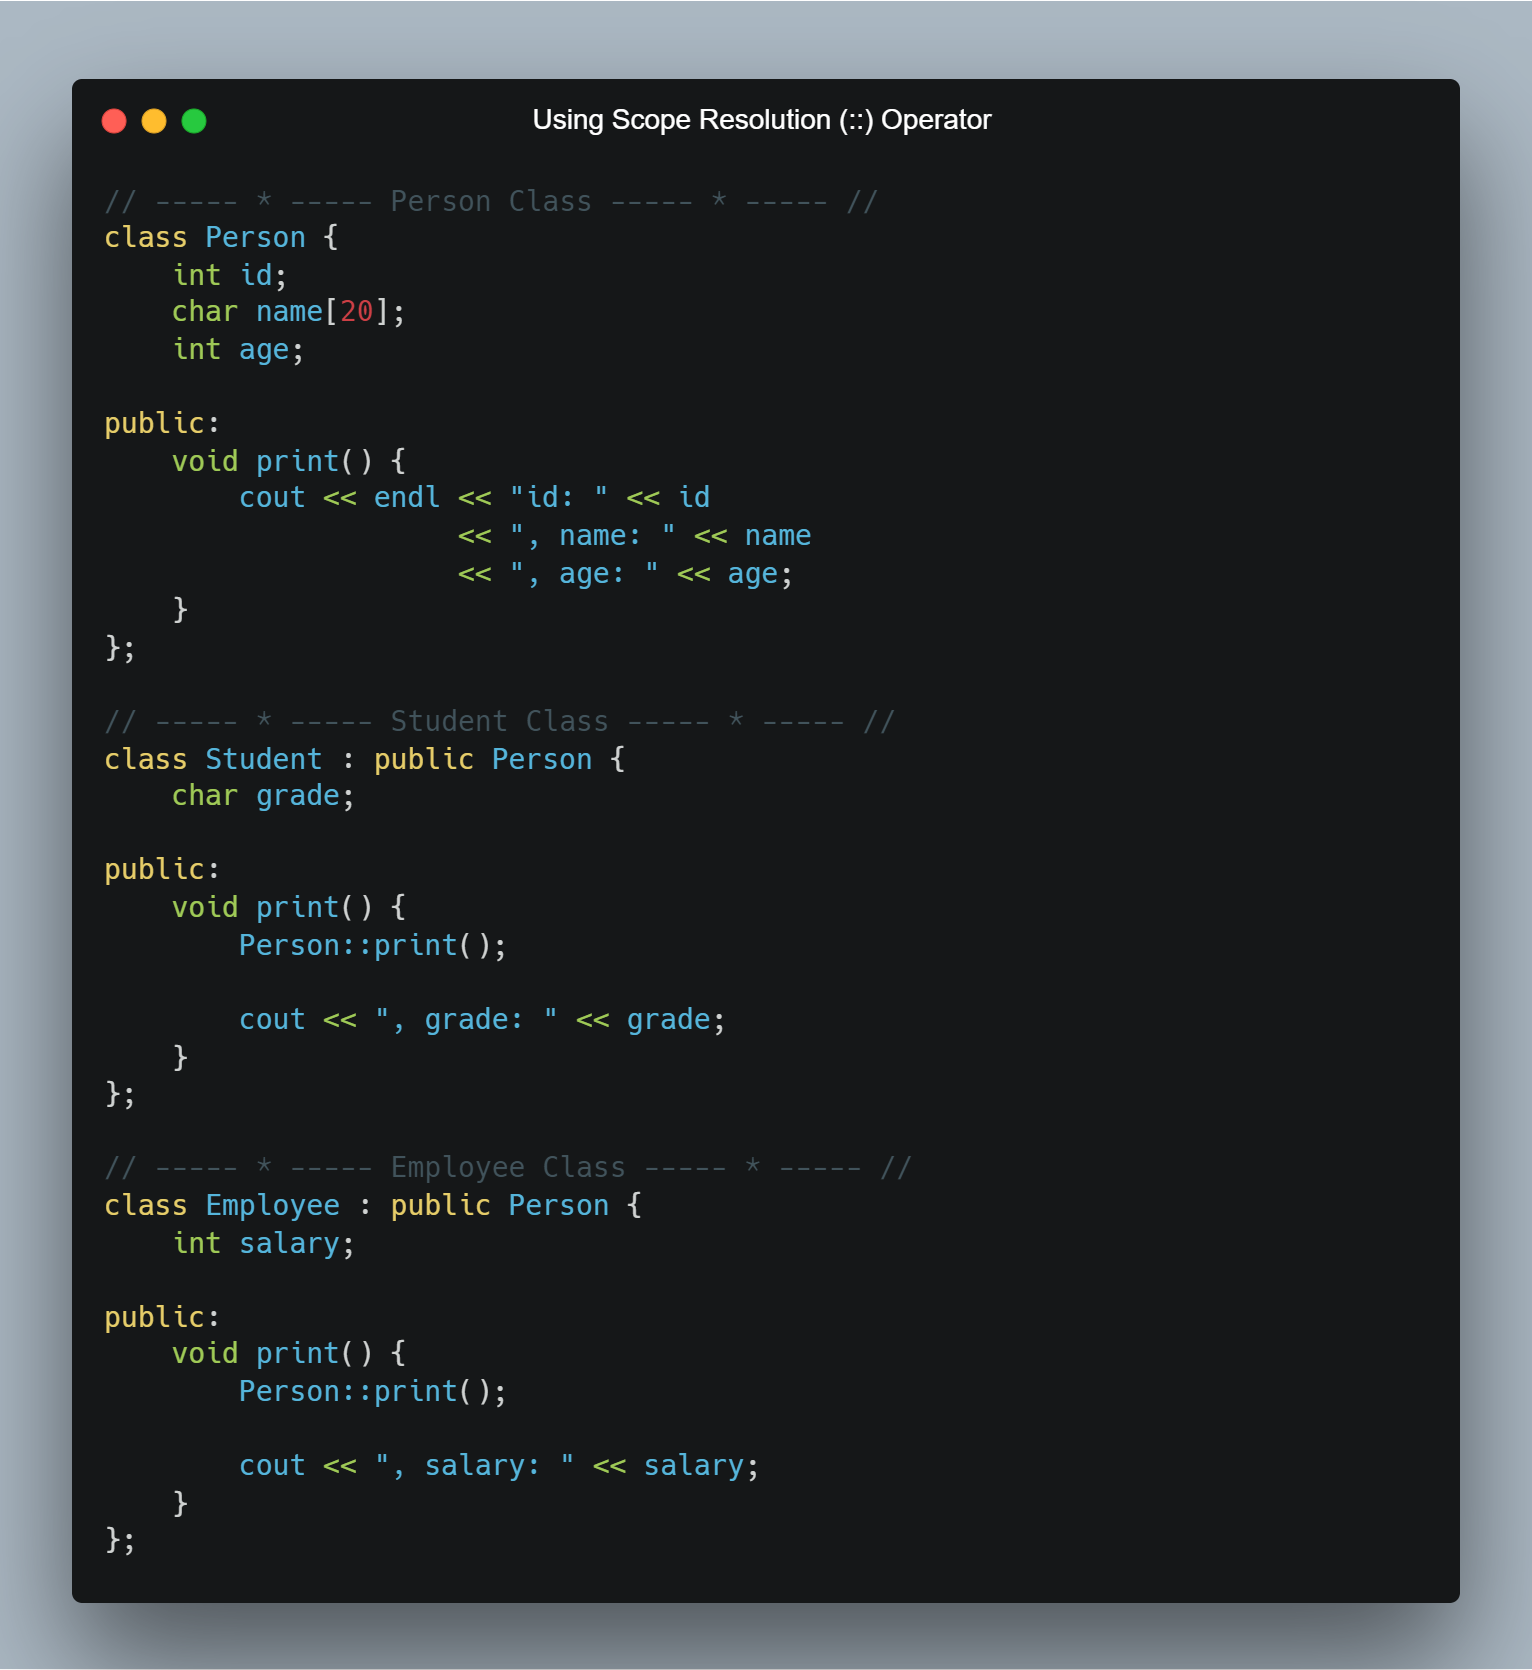 Using Scope Resolution (::) Operator
// ----- * ----- Person Class ----- * ----- //
class Person {
    int id;
    char name[20];
    int age;

public:
    void print() {
        cout << endl << "id: " << id
                     << ", name: " << name
                     << ", age: " << age;
    }
};

// ----- * ----- Student Class ----- * ----- //
class Student : public Person {
    char grade;

public:
    void print() {
        Person::print();

        cout << ", grade: " << grade;
    }
};

// ----- * ----- Employee Class ----- * ----- //
class Employee : public Person {
    int salary;

public:
    void print() {
        Person::print();

        cout << ", salary: " << salary;
    }
};